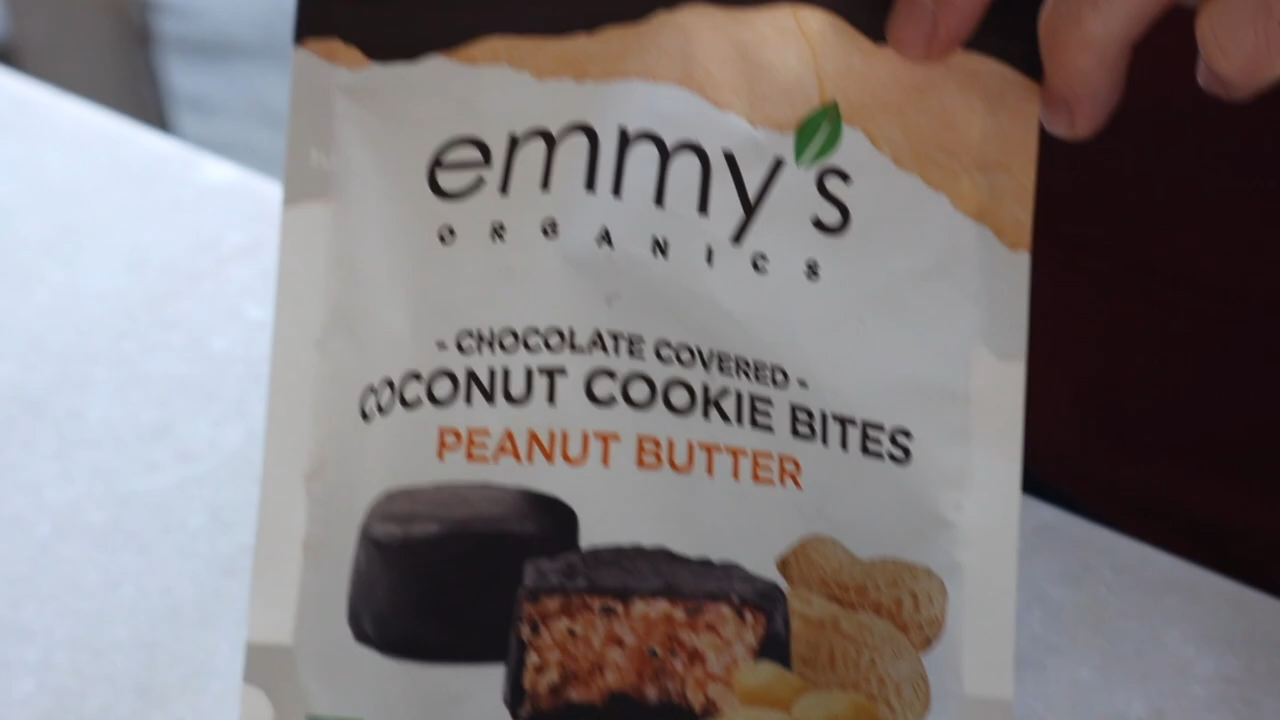 emmy's
ORGANICS
- CHOCOLATE COVERED -
COCONUT COOKIE BITES
PEANUT BUTTER